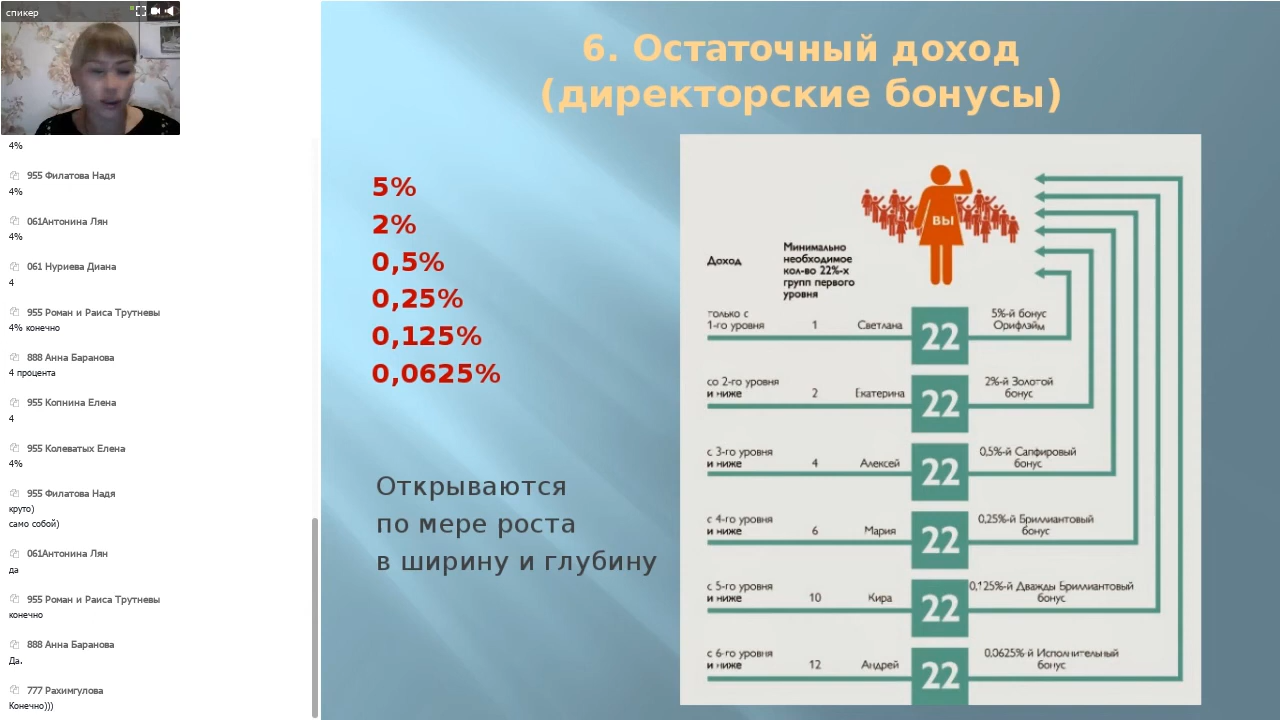 спикер
4%
955 Филатова Надя
4%
061Антонина Лян
4%
061 Нуриева Диана
4
955 Роман и Раиса Трутневы
4% конечно
888 Анна Баранова
4 процента
955 Копнина Елена
4
955 Колеватых Елена
4%
955 Филатова Надя
круто)
само собой)
061Антонина Лян
да
955 Роман и Раиса Трутневы
конечно
888 Анна Баранова
Да.
777 Рахимгулова
Конечно)))
6. Остаточный доход
(директорские бонусы)
5%
2%
0,5%
0,25%
0,125%
0,0625%
Открываются
по мере роста
в ширину и глубину
вы
Доход
Минимально
необходимое
кол-во 22%-х
групп первого
уровня
только с
1-го уровня
1
Светлана
22
5%-й бонус
Орифлэйм
со 2-го уровня
и ниже
2
Екатерина
22
2%-й Золотой
бонус
с 3-го уровня
и ниже
4
Алексей
22
0,5%-й Сапфировый
бонус
с 4-го уровня
и ниже
6
Мария
22
0,25%-й Бриллиантовый
бонус
с 5-го уровня
и ниже
10
Кира
22
0,125%-й Дважды Бриллиантовый
бонус
с 6-го уровня
и ниже
12
Андрей
22
0,0625%-й Исполнительный
бонус